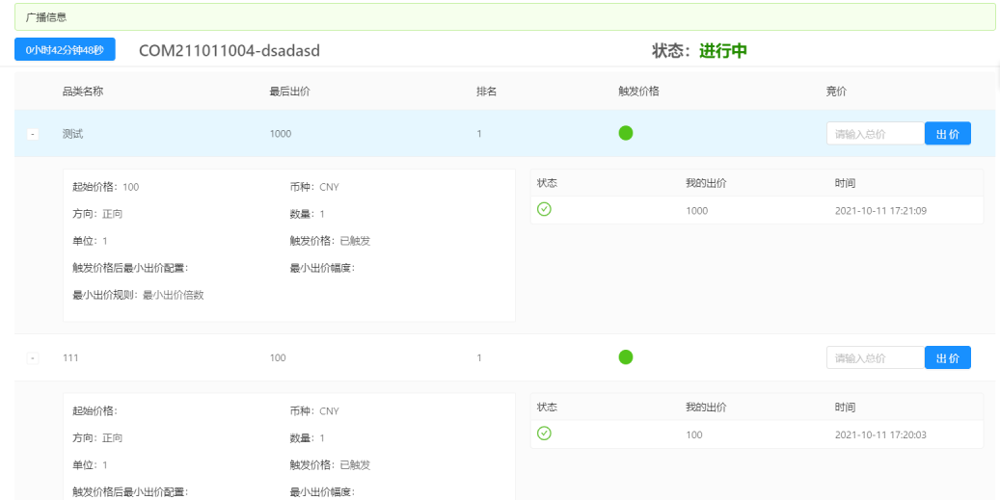 广播信息
0小时42分钟48秒 COM211011004-dsadasd 状态：进行中
品类名称 最后出价 排名 触发价格 竞价
- 测试 1000 1 请输入总价 出 价
起始价格：100 币种：CNY 状态 我的出价 时间
方向：正向 数量：1 1000 2021-10-11 17:21:09
单位：1 触发价格：已触发
触发价格后最小出价配置： 最小出价幅度：
最小出价规则：最小出价倍数
- 111 100 1 请输入总价 出 价
起始价格： 币种：CNY 状态 我的出价 时间
方向：正向 数量：1 100 2021-10-11 17:20:03
单位：1 触发价格：已触发
触发价格后最小出价配置： 最小出价幅度：